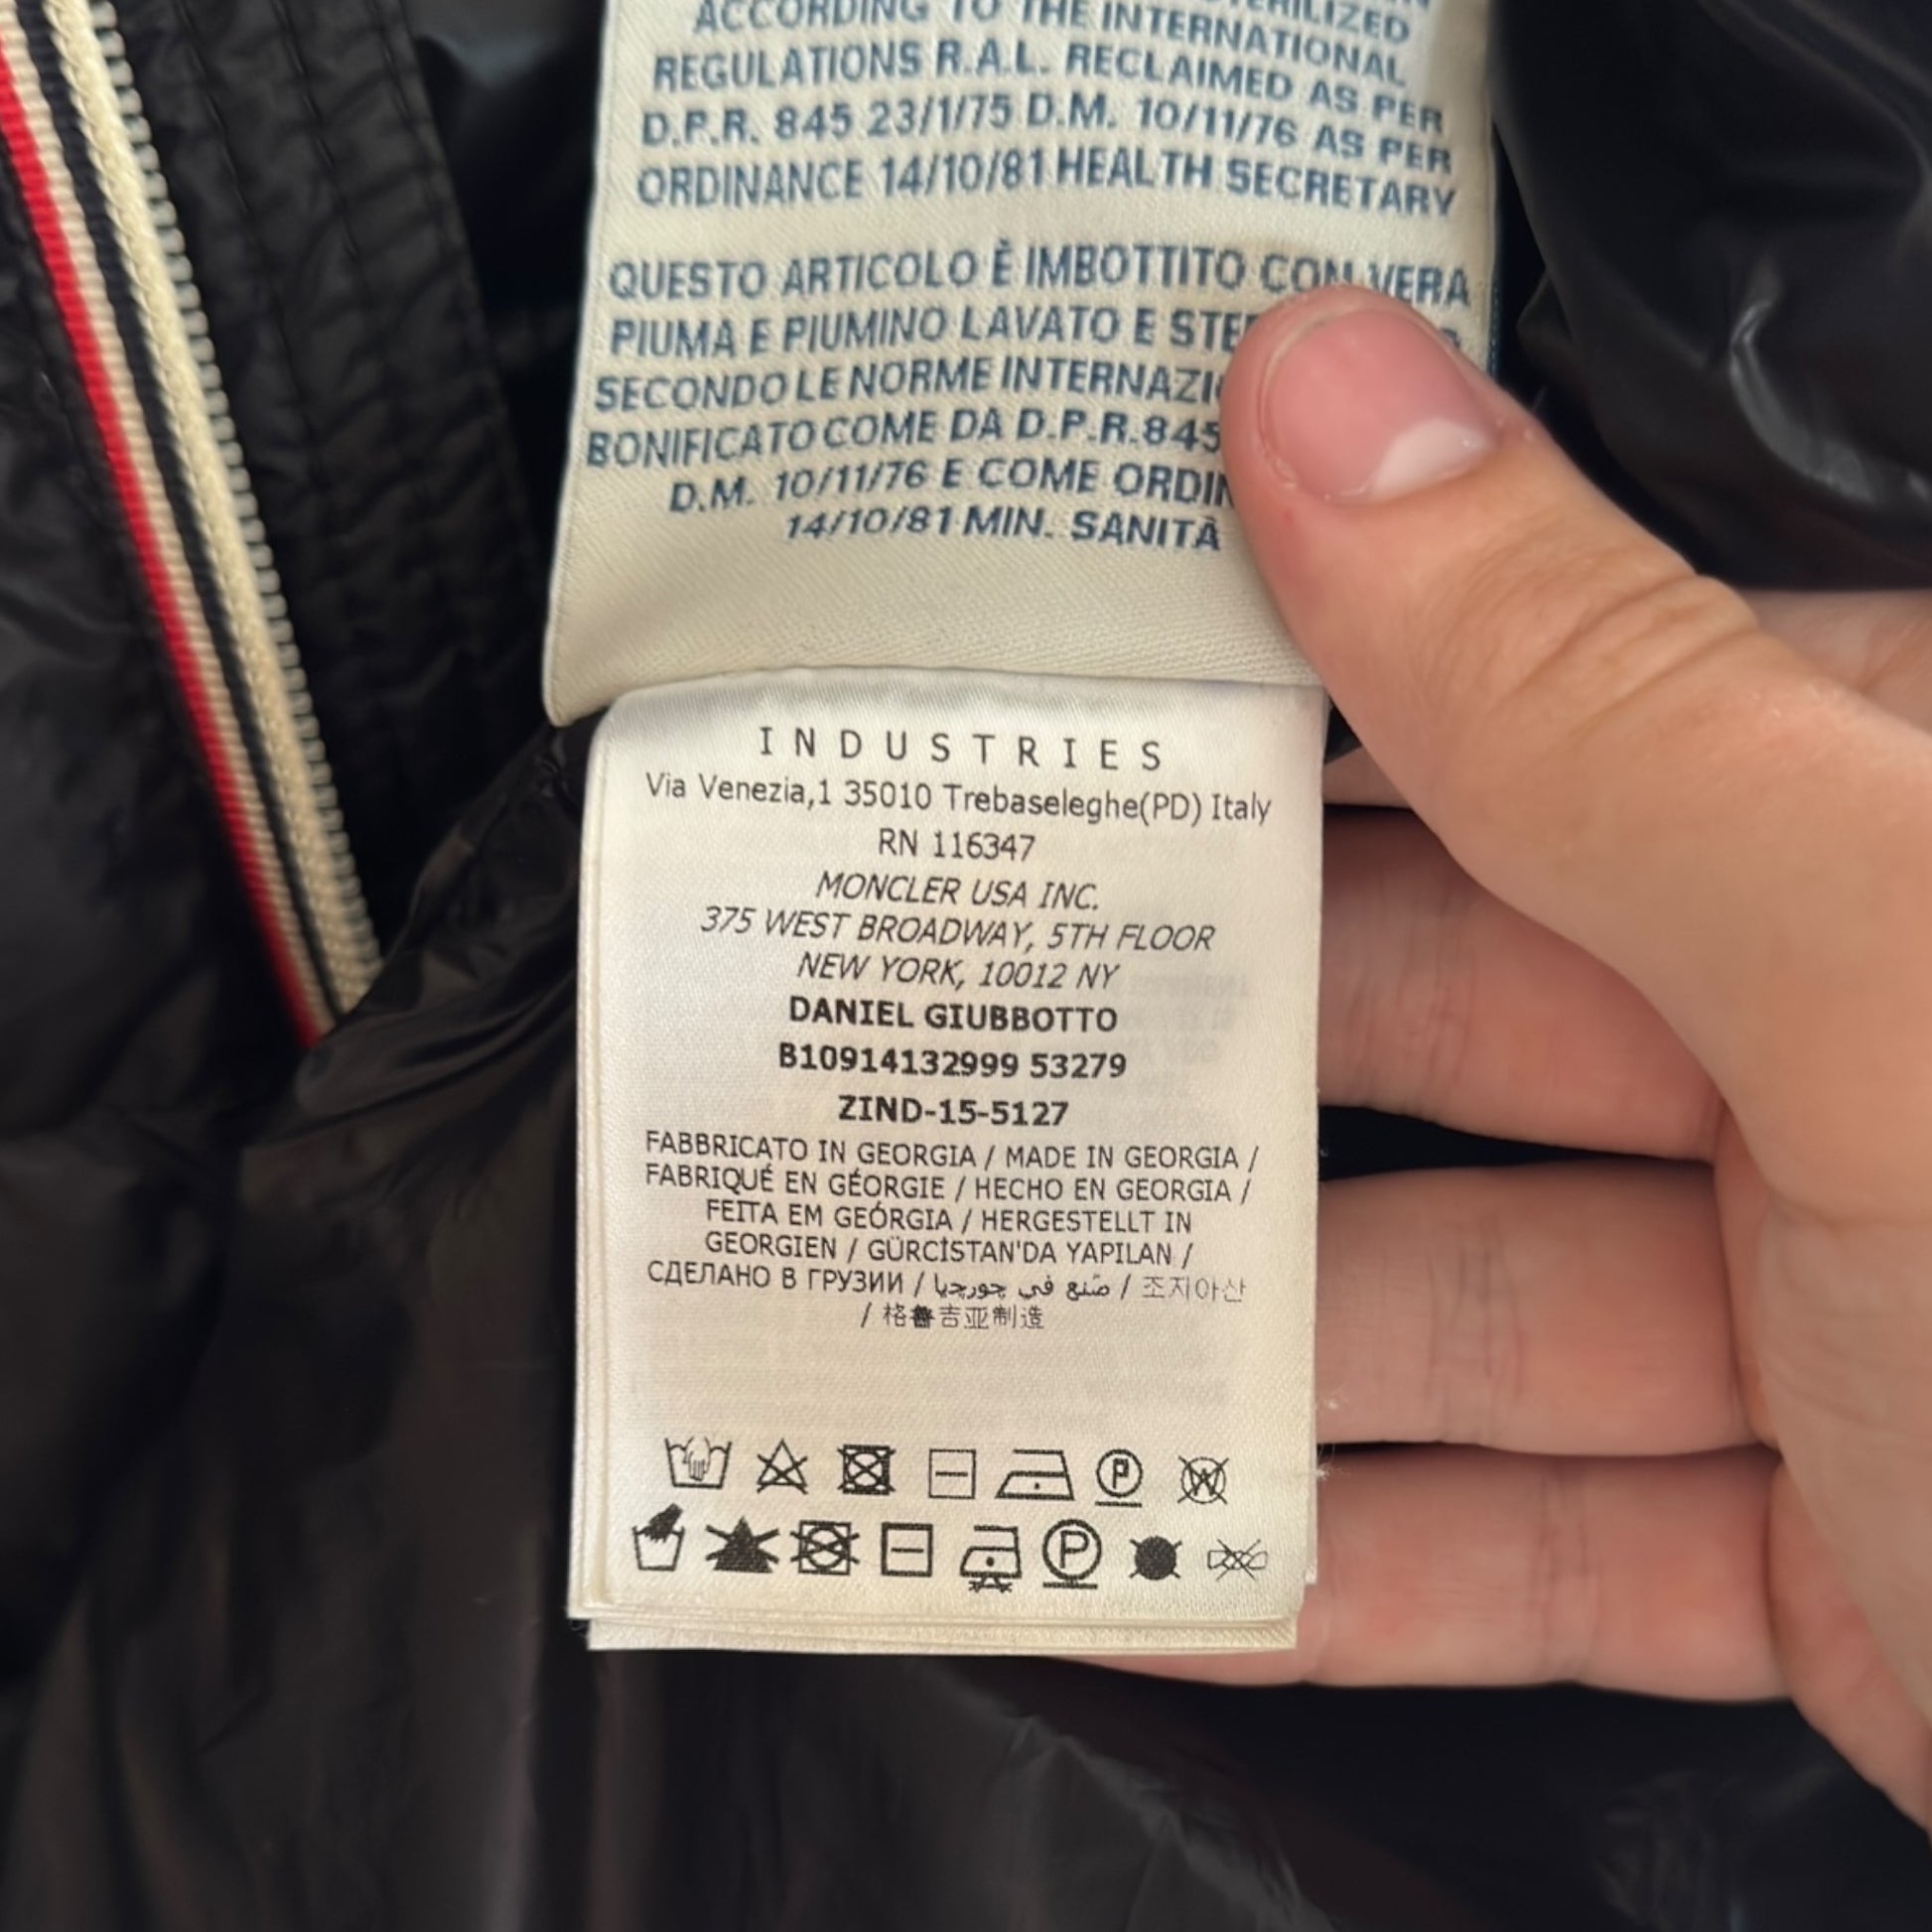 STERILIZED
ACCORDING TO THE INTERNATIONAL
REGULATIONS R.A.L. RECLAIMED AS PER
D.P.R. 845 23/1/75 D.M. 10/11/76 AS PER
ORDINANCE 14/10/81 HEALTH SECRETARY
QUESTO ARTICOLO È IMBOTTITO CON VERA
PIUMA E PIUMINO LAVATO E
SECONDO LE NORME
BONIFICATO COME DA D.P.R.845
D.M. 10/11/76 E COME
14/10/81 MIN. SANITÀ
INDUSTRIES
Via Venezia,1 35010 Trebaseleghe(PD) Italy
RN 116347
MONCLER USA INC.
375 WEST BROADWAY, 5TH FLOOR
NEW YORK, 10012 NY
DANIEL GIUBBOTTO
B10914132999 53279
ZIND-15-5127
FABBRICATO IN GEORGIA / MADE IN GEORGIA /
FABRIQUÉ EN GÉORGIE / HECHO EN GEORGIA /
FEITA EM GEÓRGIA / HERGESTELLT IN
GEORGIEN / GÜRCİSTAN'DA YAPILAN /
СДЕЛАНО В ГРУЗИИ / صُنع في جورجيا / 조지아산
/ 格鲁吉亚制造
P W
P